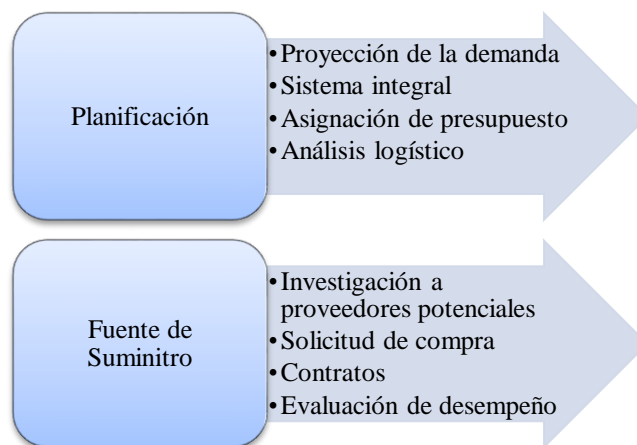 Planificación
• Proyección de la demanda
• Sistema integral
• Asignación de presupuesto
• Análisis logístico
Fuente de
Suminitro
• Investigación a
proveedores potenciales
• Solicitud de compra
• Contratos
• Evaluación de desempeño